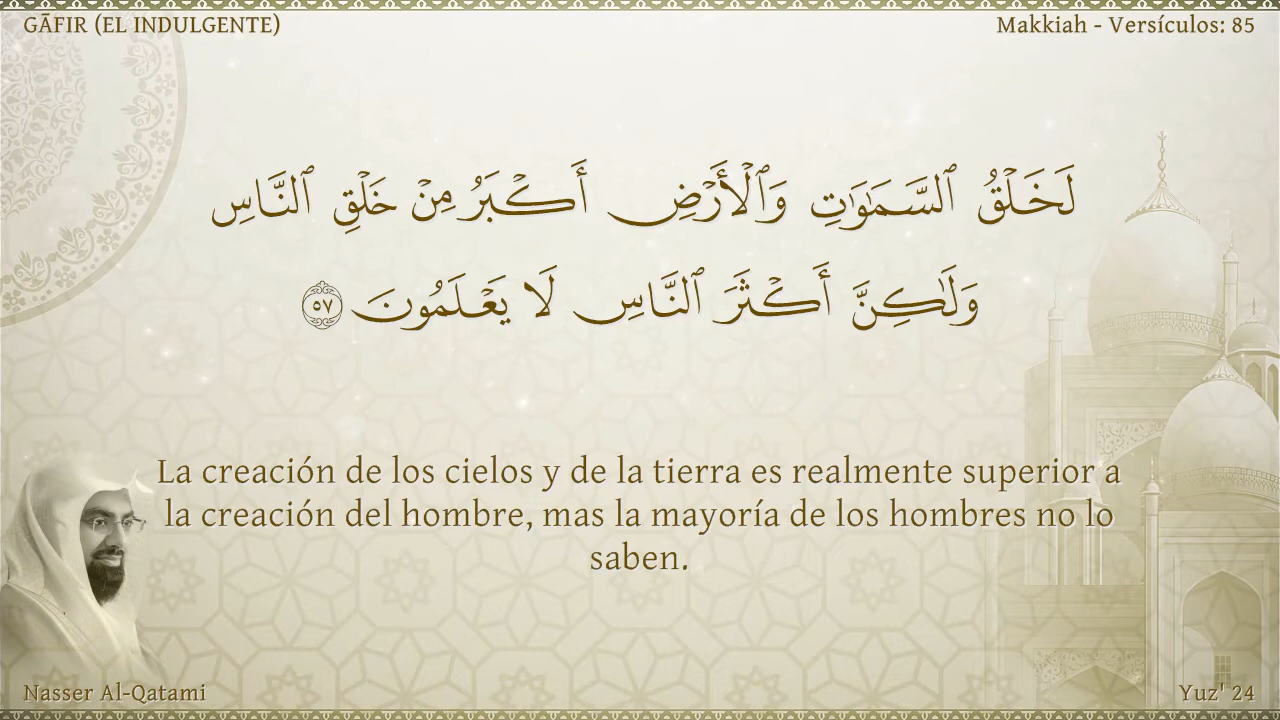 GĀFIR (EL INDULGENTE)
Makkiah - Versículos: 85
لَخَلْقُ ٱلسَّمَـٰوَٰتِ وَٱلْأَرْضِ أَكْبَرُ مِنْ خَلْقِ ٱلنَّاسِ
وَلَـٰكِنَّ أَكْثَرَ ٱلنَّاسِ لَا يَعْلَمُونَ ٥٧
La creación de los cielos y de la tierra es realmente superior a
la creación del hombre, mas la mayoría de los hombres no lo
saben.
Nasser Al-Qatami
Yuz' 24